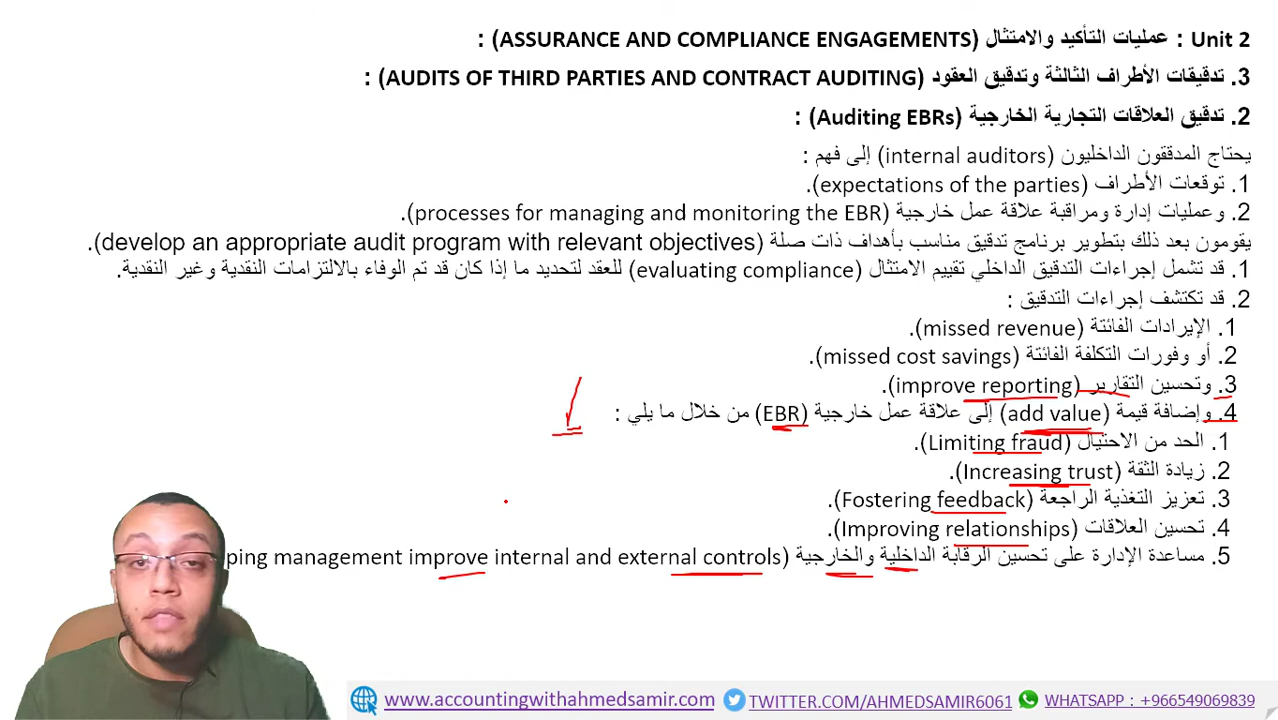 Unit 2 : عمليات التأكيد والامتثال (ASSURANCE AND COMPLIANCE ENGAGEMENTS) :
3. تدقيقات الأطراف الثالثة وتدقيق العقود (AUDITS OF THIRD PARTIES AND CONTRACT AUDITING) :
2. تدقيق العلاقات التجارية الخارجية (Auditing EBRs) :
يحتاج المدققون الداخليون (internal auditors) إلى فهم :
1. توقعات الأطراف (expectations of the parties).
2. وعمليات إدارة ومراقبة علاقة عمل خارجية (processes for managing and monitoring the EBR).
يقومون بعد ذلك بتطوير برنامج تدقيق مناسب بأهداف ذات صلة (develop an appropriate audit program with relevant objectives).
1. قد تشمل إجراءات التدقيق الداخلي تقييم الامتثال (evaluating compliance) للعقد لتحديد ما إذا كان قد تم الوفاء بالالتزامات النقدية وغير النقدية.
2. قد تكتشف إجراءات التدقيق :
1. الإيرادات الفائتة (missed revenue).
2. أو وفورات التكلفة الفائتة (missed cost savings).
3. وتحسين التقارير (improve reporting).
4. وإضافة قيمة (add value) إلى علاقة عمل خارجية (EBR) من خلال ما يلي :
1. الحد من الاحتيال (Limiting fraud).
2. زيادة الثقة (Increasing trust).
3. تعزيز التغذية الراجعة (Fostering feedback).
4. تحسين العلاقات (Improving relationships).
5. مساعدة الإدارة على تحسين الرقابة الداخلية والخارجية (ping management improve internal and external controls).
www.accountingwithahmedsamir.com TWITTER.COM/AHMEDSAMIR6061 WHATSAPP : +966549069839